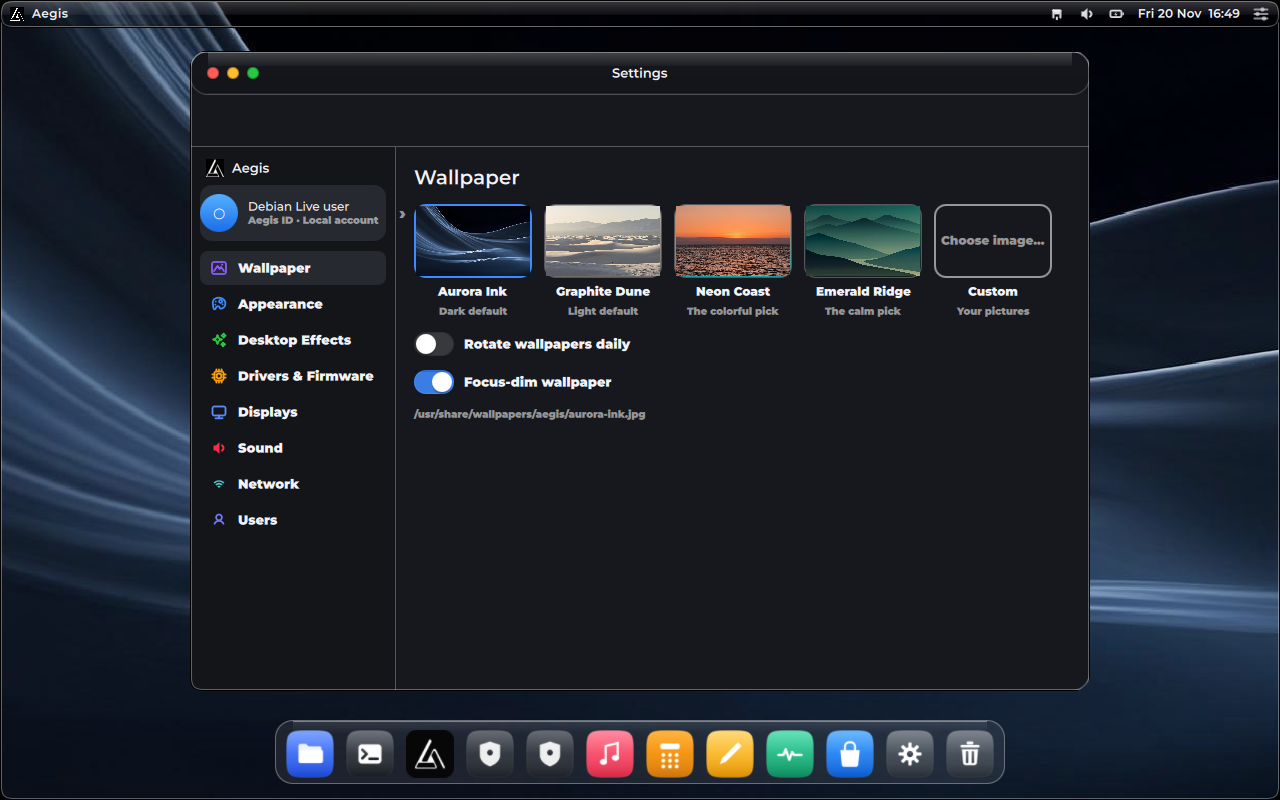 Aegis
Fri 20 Nov 16:49
Settings
Aegis
Debian Live user
Aegis ID • Local account
Wallpaper
Appearance
Desktop Effects
Drivers & Firmware
Displays
Sound
Network
Users
Wallpaper
Choose image...
Aurora Ink
Graphite Dune
Neon Coast
Emerald Ridge
Custom
Dark default
Light default
The colorful pick
The calm pick
Your pictures
Rotate wallpapers daily
Focus-dim wallpaper
/usr/share/wallpapers/aegis/aurora-ink.jpg